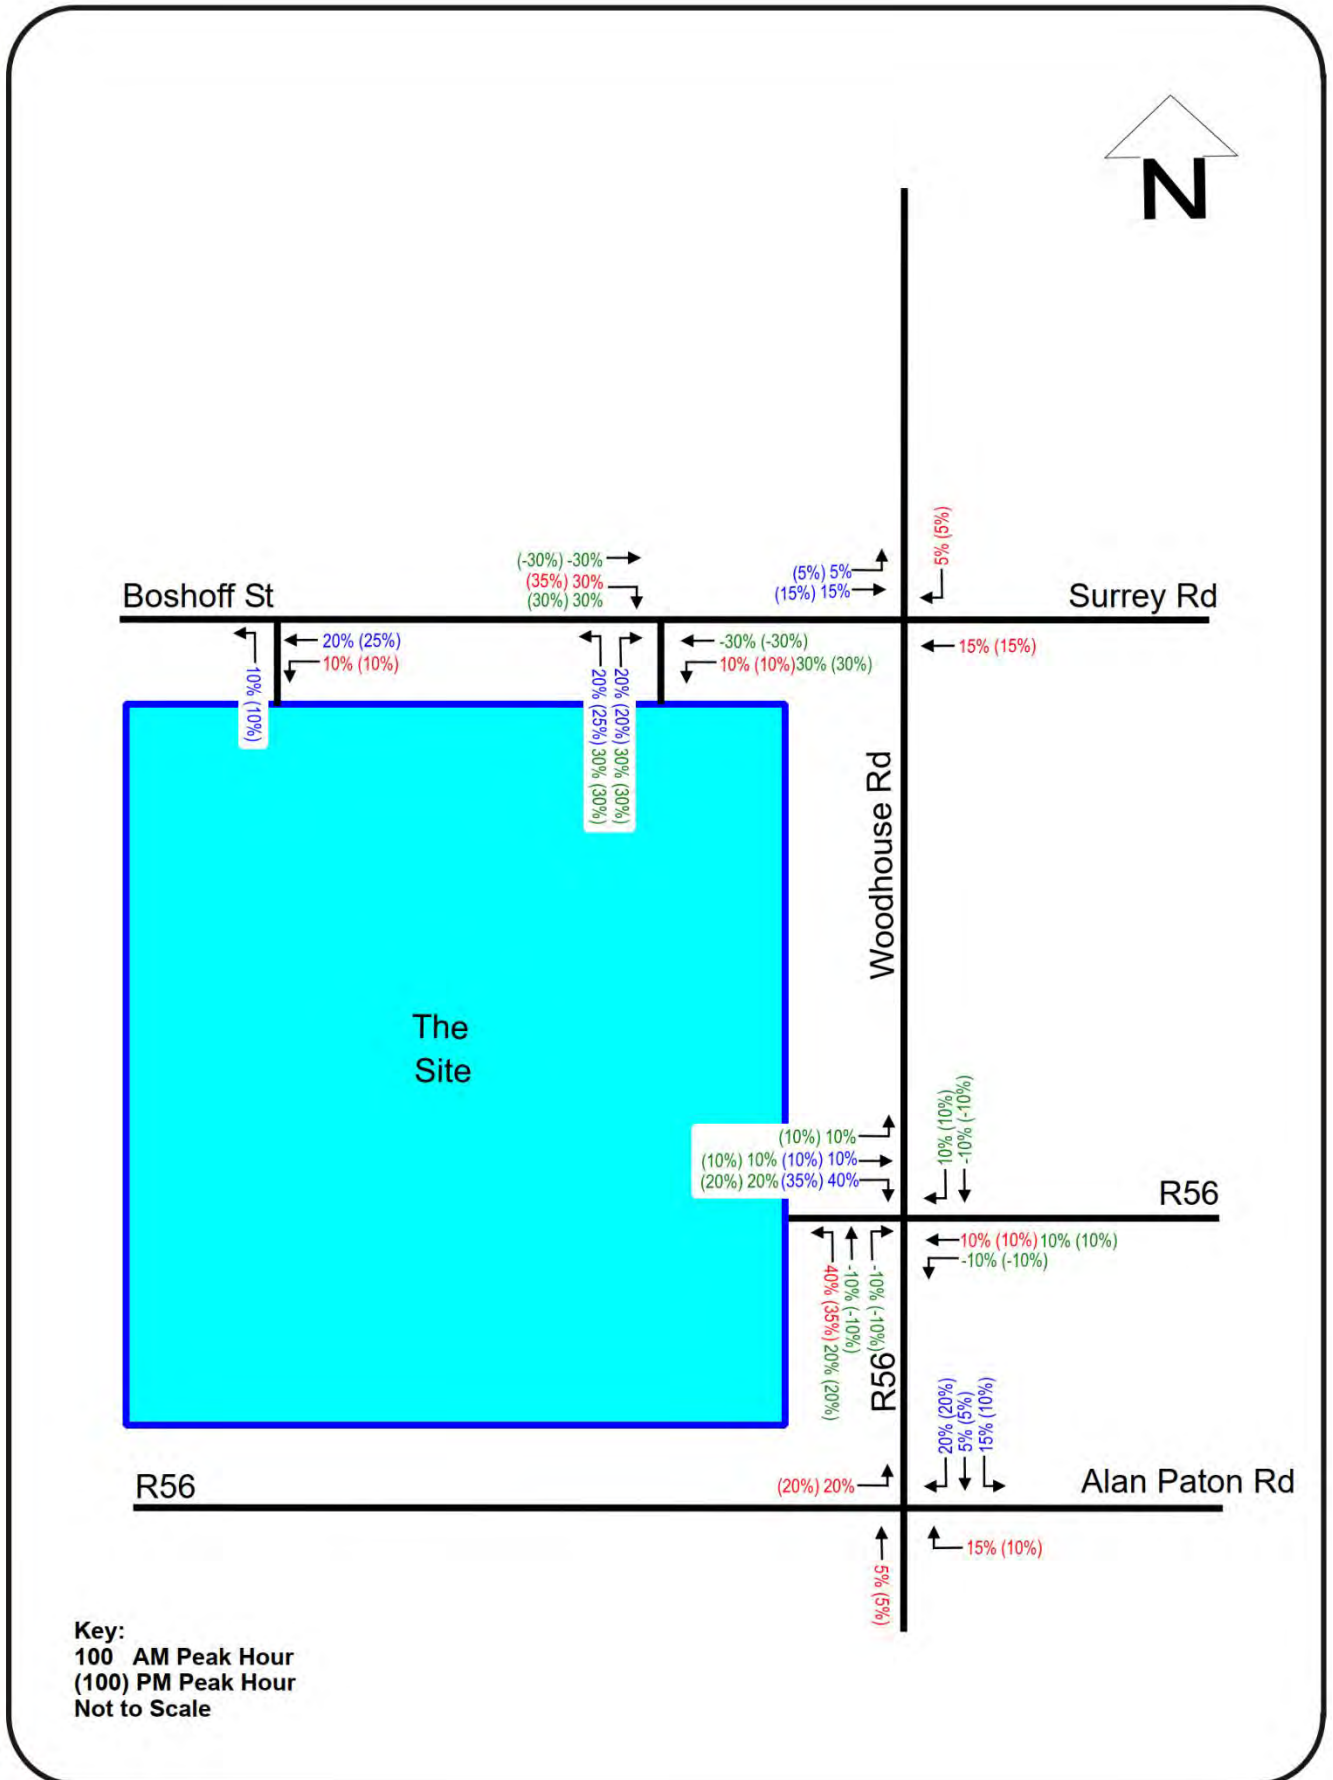 N
5% (5%)
(-30%) -30%
(35%) 30%
(30%) 30%
(5%) 5%
(15%) 15%
Boshoff St
Surrey Rd
20% (25%)
10% (10%)
-30% (-30%)
10% (10%) 30% (30%)
15% (15%)
10% (10%)
20% (25%) 30% (30%)
20% (20%) 30% (30%)
Woodhouse Rd
The
Site
10% (10%)
-10% (-10%)
(10%) 10%
(10%) 10% (10%) 10%
(20%) 20% (35%) 40%
R56
10% (10%) 10% (10%)
-10% (-10%)
40% (35%) 20% (20%)
-10% (-10%)
-10% (-10%)
R56
20% (20%)
5% (5%)
15% (10%)
R56
(20%) 20%
Alan Paton Rd
15% (10%)
5% (5%)
Key:
100 AM Peak Hour
(100) PM Peak Hour
Not to Scale